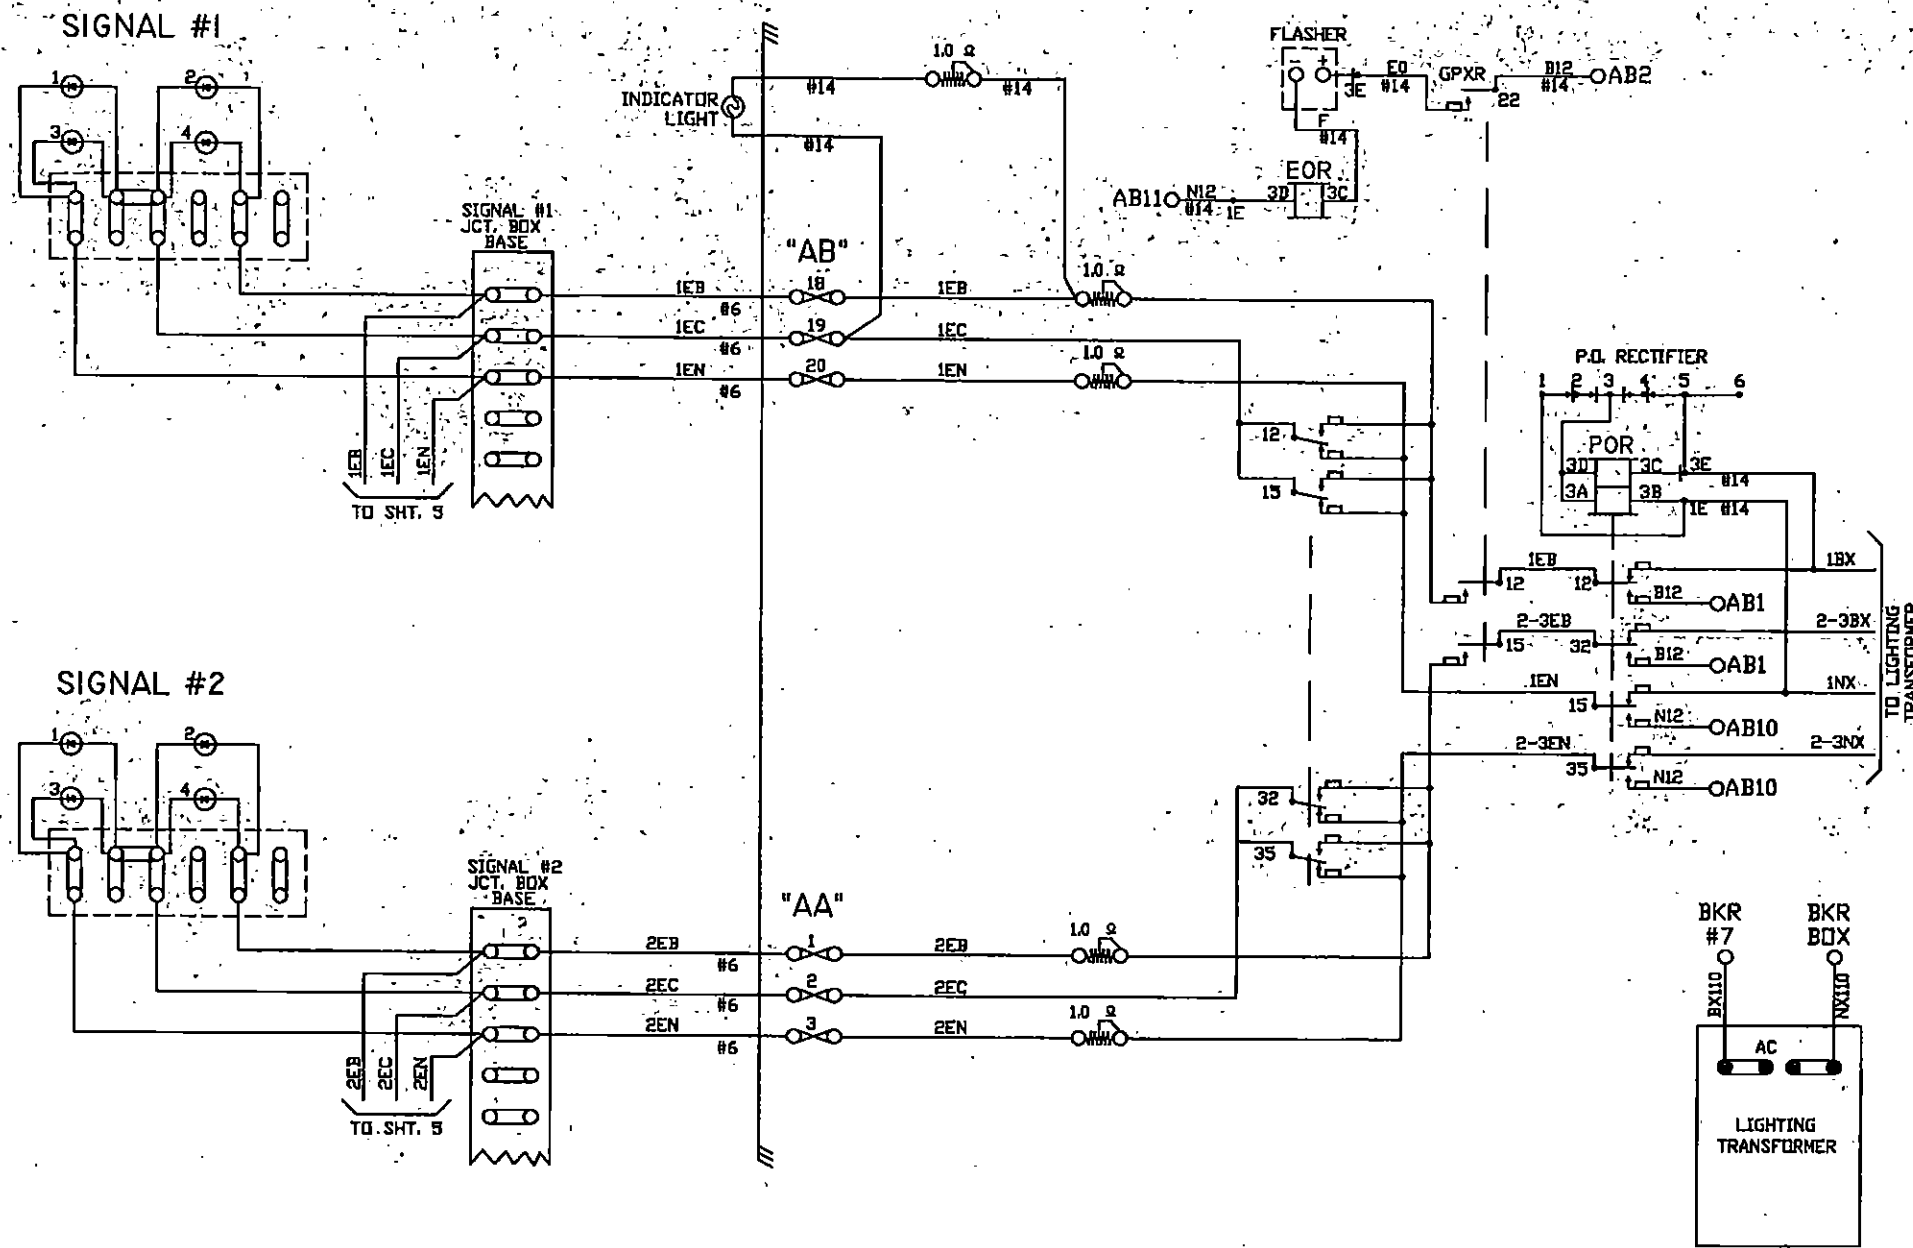 SIGNAL #1
1
2
3
4
INDICATOR
LIGHT
#14
1.0 Ω
#14
#14
FLASHER
- +
3E
EO
#14
GPXR
22
B12
#14
AB2
F
#14
EOR
AB11
N12
#14
1E
3D
3C
SIGNAL #1
JCT. BOX
BASE
"AB"
1EB
#6
18
1EB
1.0 Ω
1EC
#6
19
1EC
1EN
#6
20
1EN
1.0 Ω
1EB
1EC
1EN
TO SHT. 5
12
15
P.O. RECTIFIER
1 2 3 4 5 6
POR
3D
3C
3E
#14
3A
3B
1E #14
1EB
12
12
1BX
B12
AB1
2-3EB
15
32
2-3BX
B12
AB1
1EN
15
1NX
N12
AB10
2-3EN
35
2-3NX
N12
AB10
TO LIGHTING
TRANSFORMER
SIGNAL #2
1
2
3
4
32
35
SIGNAL #2
JCT. BOX
BASE
"AA"
2EB
#6
1
2EB
1.0 Ω
2EC
#6
2
2EC
2EN
#6
3
2EN
1.0 Ω
2EB
2EC
2EN
TO SHT. 5
BKR
#7
BKR
BOX
BX110
NX110
AC
LIGHTING
TRANSFORMER